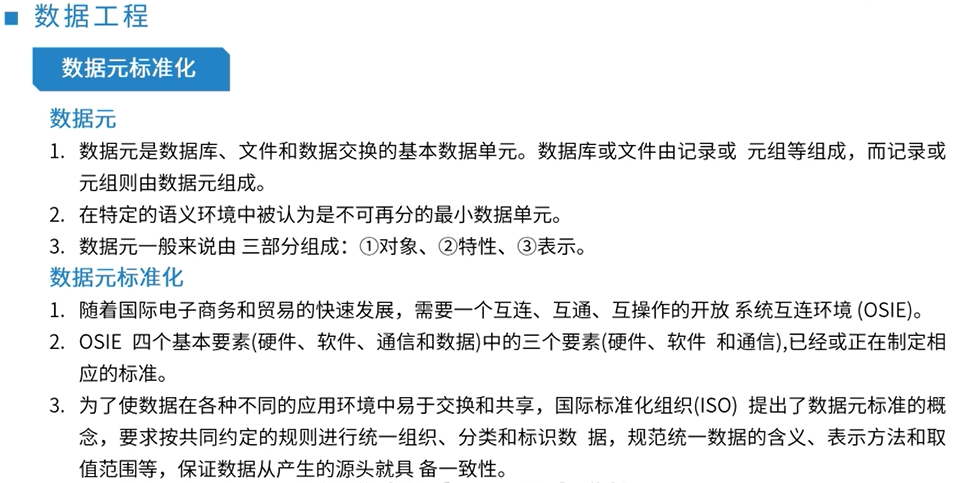 数据工程
数据元标准化
数据元
1. 数据元是数据库、文件和数据交换的基本数据单元。数据库或文件由记录或 元组等组成，而记录或
元组则由数据元组成。
2. 在特定的语义环境中被认为是不可再分的最小数据单元。
3. 数据元一般来说由 三部分组成：①对象、②特性、③表示。
数据元标准化
1. 随着国际电子商务和贸易的快速发展，需要一个互连、互通、互操作的开放 系统互连环境 (OSIE)。
2. OSIE 四个基本要素(硬件、软件、通信和数据)中的三个要素(硬件、软件 和通信),已经或正在制定相
应的标准。
3. 为了使数据在各种不同的应用环境中易于交换和共享，国际标准化组织(ISO) 提出了数据元标准的概
念，要求按共同约定的规则进行统一组织、分类和标识数 据，规范统一数据的含义、表示方法和取
值范围等，保证数据从产生的源头就具 备一致性。